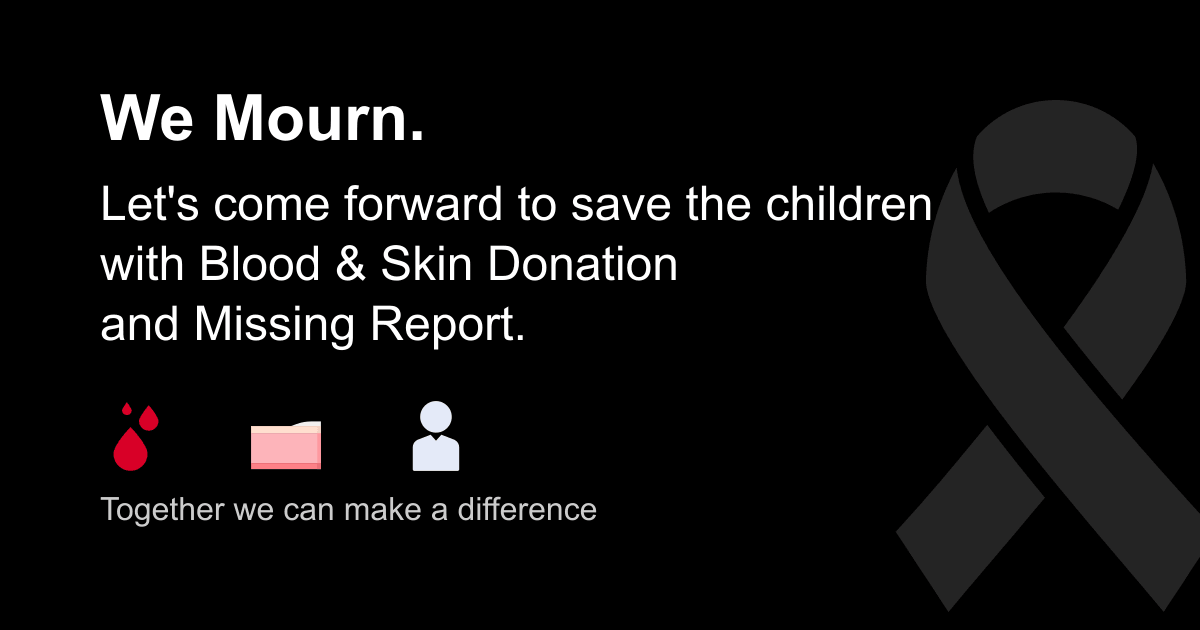 We Mourn.
Let's come forward to save the children
with Blood & Skin Donation
and Missing Report.
Together we can make a difference